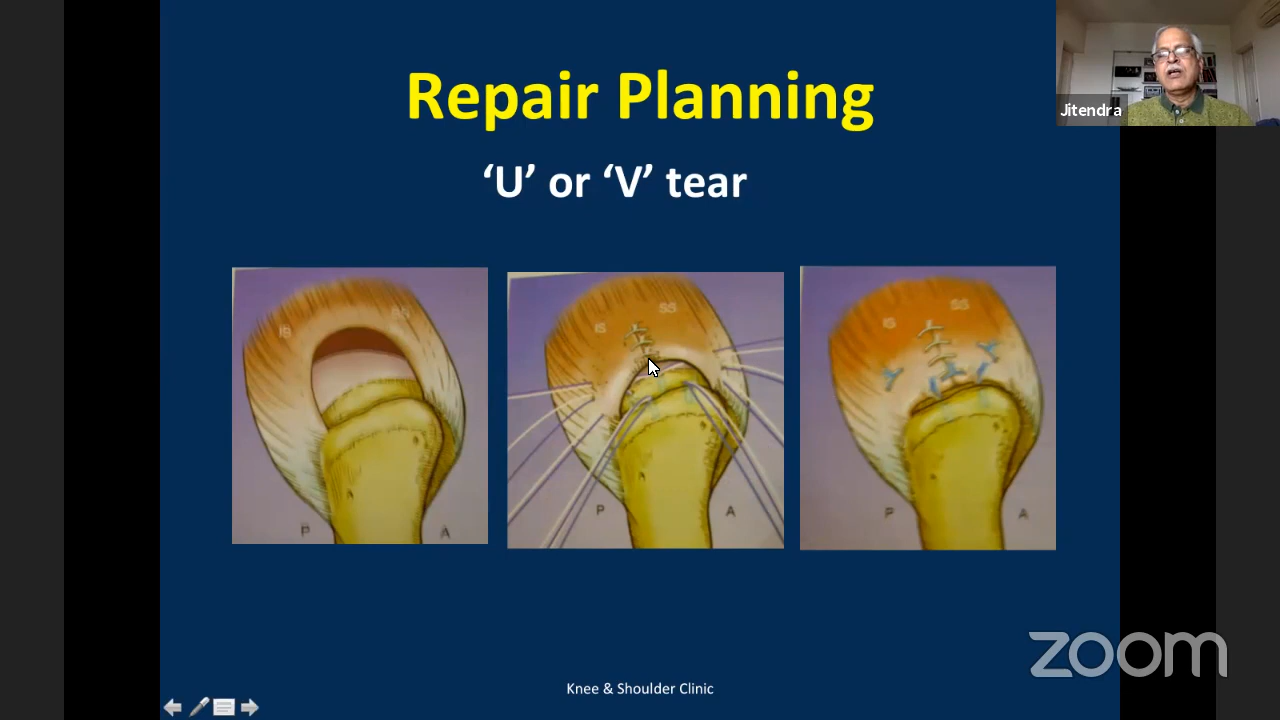 Repair Planning
‘U’ or ‘V’ tear
Jitendra
IS
SS
P
A
IS
SS
P
A
IS
SS
P
A
zoom
Knee & Shoulder Clinic